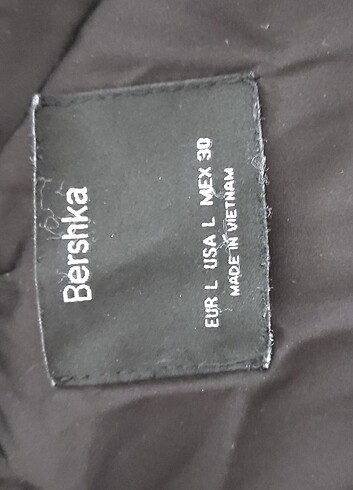 Bershka
EUR L USA L MEX 30
MADE IN VIETNAM